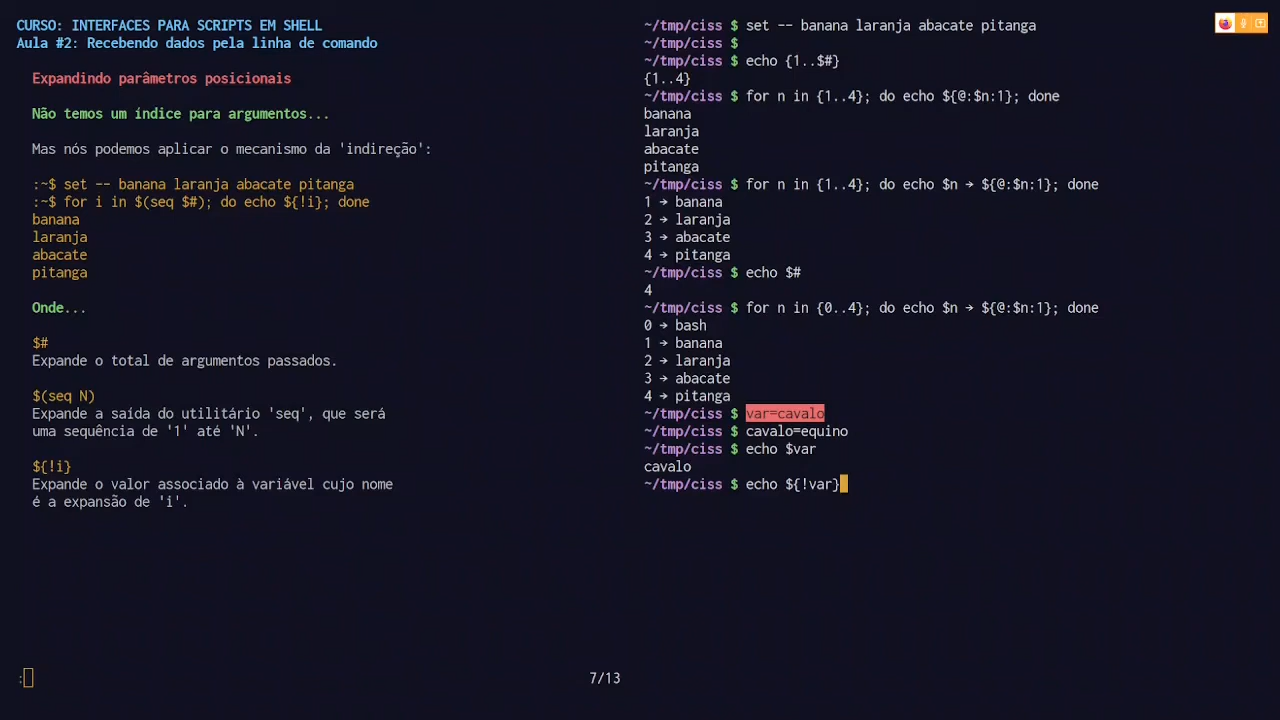 CURSO: INTERFACES PARA SCRIPTS EM SHELL
Aula #2: Recebendo dados pela linha de comando
Expandindo parâmetros posicionais
Não temos um índice para argumentos...
Mas nós podemos aplicar o mecanismo da 'indireção':
:~$ set -- banana laranja abacate pitanga
:~$ for i in $(seq $#); do echo ${!i}; done
banana
laranja
abacate
pitanga
Onde...
$#
Expande o total de argumentos passados.
$(seq N)
Expande a saída do utilitário 'seq', que será
uma sequência de '1' até 'N'.
${!i}
Expande o valor associado à variável cujo nome
é a expansão de 'i'.
:
7/13
~/tmp/ciss $ set -- banana laranja abacate pitanga
~/tmp/ciss $
~/tmp/ciss $ echo {1..$#}
{1..4}
~/tmp/ciss $ for n in {1..4}; do echo ${@:$n:1}; done
banana
laranja
abacate
pitanga
~/tmp/ciss $ for n in {1..4}; do echo $n → ${@:$n:1}; done
1 → banana
2 → laranja
3 → abacate
4 → pitanga
~/tmp/ciss $ echo $#
4
~/tmp/ciss $ for n in {0..4}; do echo $n → ${@:$n:1}; done
0 → bash
1 → banana
2 → laranja
3 → abacate
4 → pitanga
~/tmp/ciss $ var=cavalo
~/tmp/ciss $ cavalo=equino
~/tmp/ciss $ echo $var
cavalo
~/tmp/ciss $ echo ${!var}